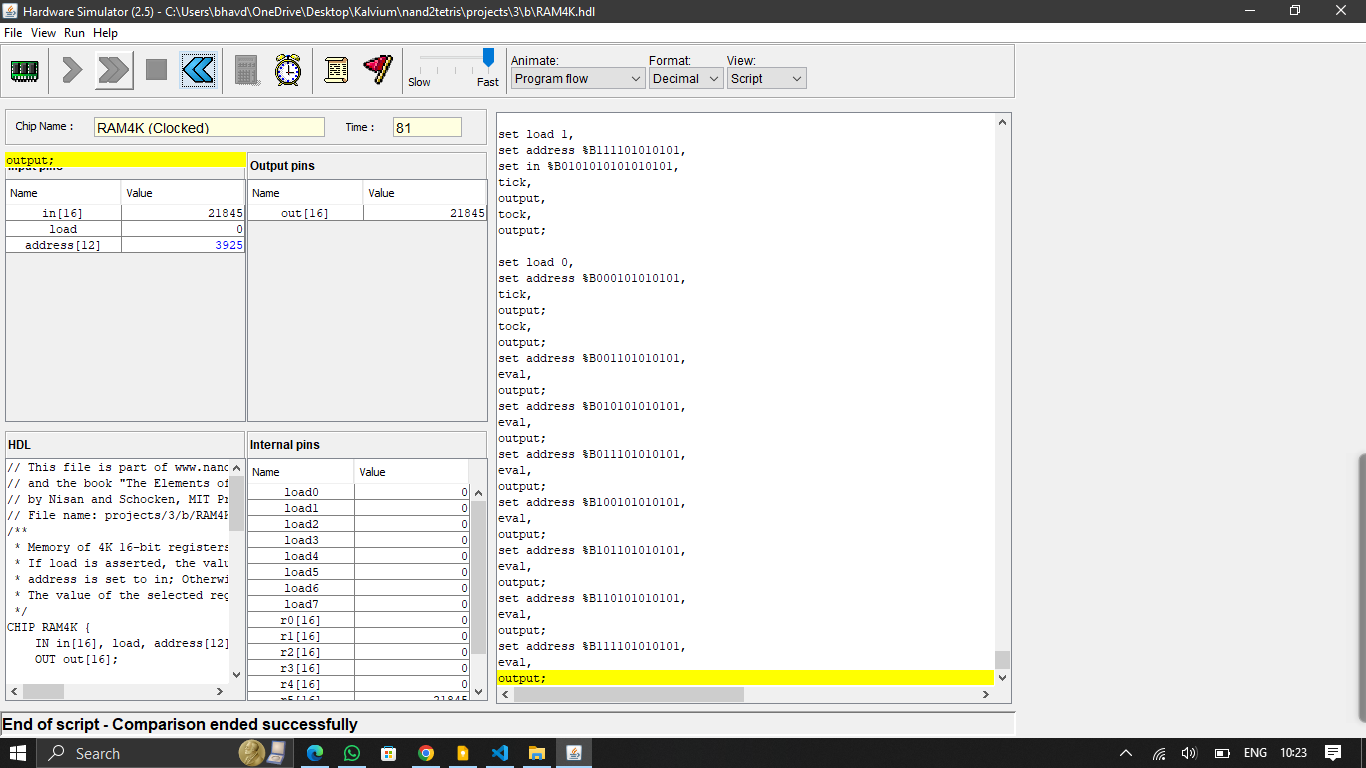 Hardware Simulator (2.5) - C:\Users\bhavd\OneDrive\Desktop\Kalvium\nand2tetris\projects\3\b\RAM4K.hdl
File View Run Help
Slow Fast
Animate: Format: View:
Program flow Decimal Script
Chip Name : RAM4K (Clocked) Time : 81
output;
Output pins
Name Value Name Value
in[16] 21845 out[16] 21845
load 0
address[12] 3925
set load 1,
set address %B111101010101,
set in %B0101010101010101,
tick,
output,
tock,
output;
set load 0,
set address %B000101010101,
tick,
output;
tock,
output;
set address %B001101010101,
eval,
output;
set address %B010101010101,
eval,
output;
set address %B011101010101,
eval,
output;
set address %B100101010101,
eval,
output;
set address %B101101010101,
eval,
output;
set address %B110101010101,
eval,
output;
set address %B111101010101,
eval,
output;
HDL
// This file is part of www.nand
// and the book "The Elements of
// by Nisan and Schocken, MIT Pr
// File name: projects/3/b/RAM4K
/**
* Memory of 4K 16-bit registers
* If load is asserted, the valu
* address is set to in; Otherwi
* The value of the selected reg
*/
CHIP RAM4K {
IN in[16], load, address[12]
OUT out[16];
Internal pins
Name Value
load0 0
load1 0
load2 0
load3 0
load4 0
load5 0
load6 0
load7 0
r0[16] 0
r1[16] 0
r2[16] 0
r3[16] 0
r4[16] 0
r5[16] 21845
End of script - Comparison ended successfully
Search
ENG 10:23